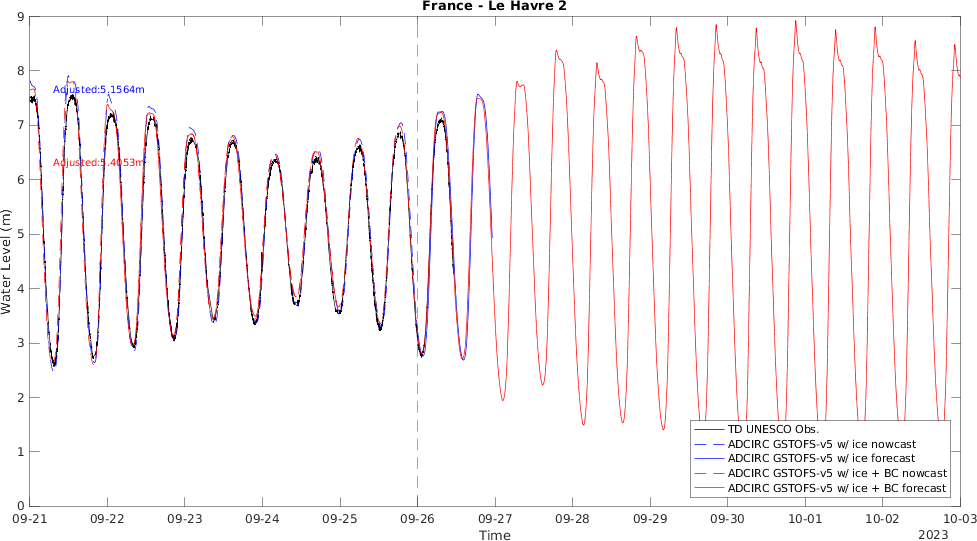 France - Le Havre 2
9
8
7
6
5
4
3
2
1
0
Water Level (m)
Adjusted:5.1564m
Adjusted:5.4053m
TD UNESCO Obs.
ADCIRC GSTOFS-v5 w/ ice nowcast
ADCIRC GSTOFS-v5 w/ ice forecast
ADCIRC GSTOFS-v5 w/ ice + BC nowcast
ADCIRC GSTOFS-v5 w/ ice + BC forecast
09-21 09-22 09-23 09-24 09-25 09-26 09-27 09-28 09-29 09-30 10-01 10-02 10-03
Time
2023